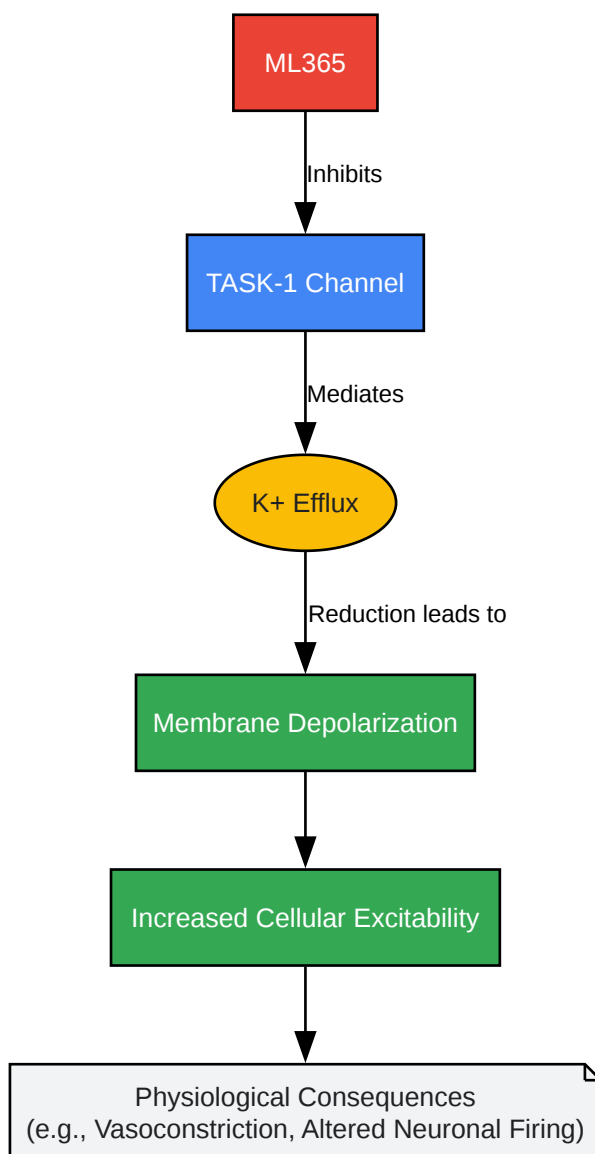 ML365
Inhibits
TASK-1 Channel
Mediates
K+ Efflux
Reduction leads to
Membrane Depolarization
Increased Cellular Excitability
Physiological Consequences
(e.g., Vasoconstriction, Altered Neuronal Firing)